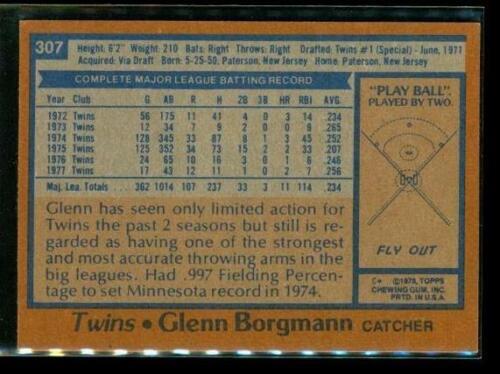 307
Height: 6'2" Weight: 210 Bats: Right Throws: Right Drafted: Twins #1 (Special) - June, 1971
Acquired: Via Draft Born: 5-25-50, Paterson, New Jersey Home: Paterson, New Jersey
COMPLETE MAJOR LEAGUE BATTING RECORD
Year Club G AB R H 2B 3B HR RBI AVG.
1972 Twins 56 175 11 41 4 0 3 14 .234
1973 Twins 12 34 7 9 2 0 0 9 .265
1974 Twins 128 345 33 87 8 1 3 45 .252
1975 Twins 125 352 34 73 15 2 2 33 .207
1976 Twins 24 65 10 16 3 0 1 6 .246
1977 Twins 17 43 12 11 1 0 2 7 .256
Maj. Lea. Totals .... 362 1014 107 237 33 3 11 114 .234
Glenn has seen only limited action for
Twins the past 2 seasons but still is re-
garded as having one of the strongest
and most accurate throwing arms in the
big leagues. Had .997 Fielding Percen-
tage to set Minnesota record in 1974.
"PLAY BALL"
PLAYED BY TWO.
FLY OUT
C* ©1978, TOPPS
CHEWING GUM, INC.
PRTD. IN U.S.A.
Twins • Glenn Borgmann CATCHER